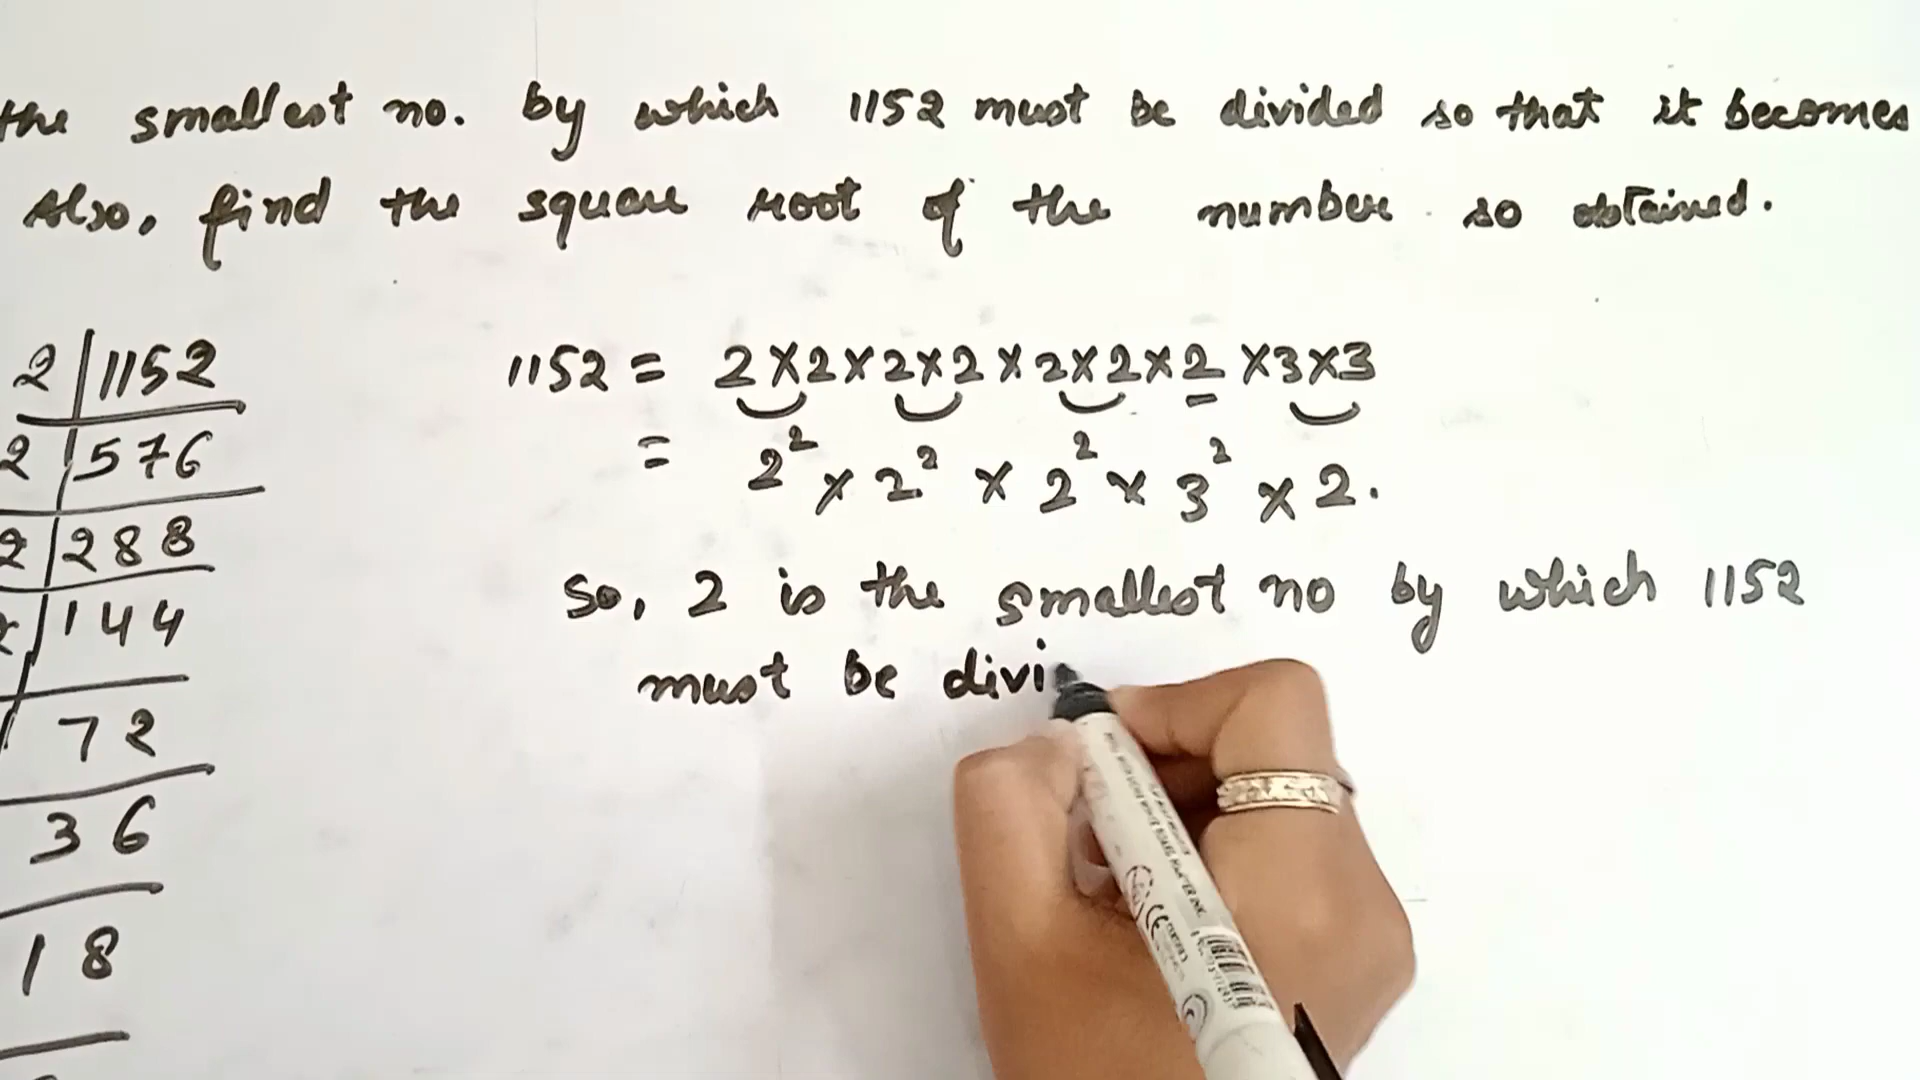 the smallest no. by which 1152 must be divided so that it becomes
Also, find the square root of the number so obtained.
2 | 1152
2 | 576
2 | 288
144
72
36
18
1152 = 2×2×2×2×2×2×2×3×3
= 2² × 2² × 2² × 3² × 2.
So, 2 is the smallest no by which 1152
must be divi